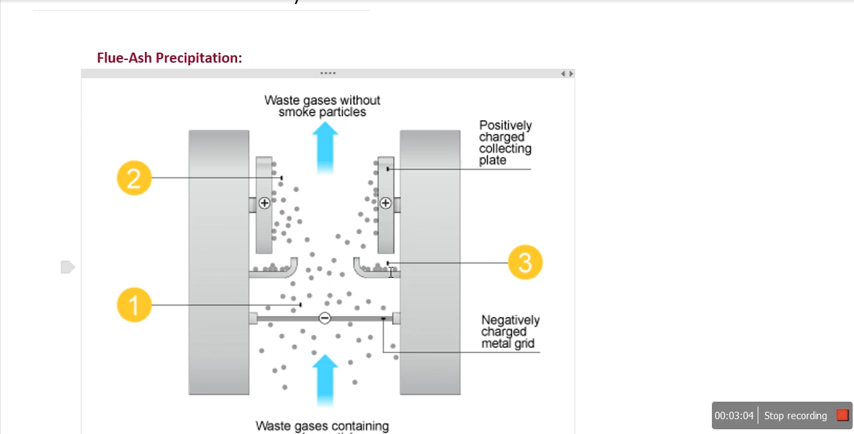 Flue-Ash Precipitation:
Waste gases without
smoke particles
Positively
charged
collecting
plate
2
+
+
3
1
−
Negatively
charged
metal grid
Waste gases containing
00:03:04 Stop recording